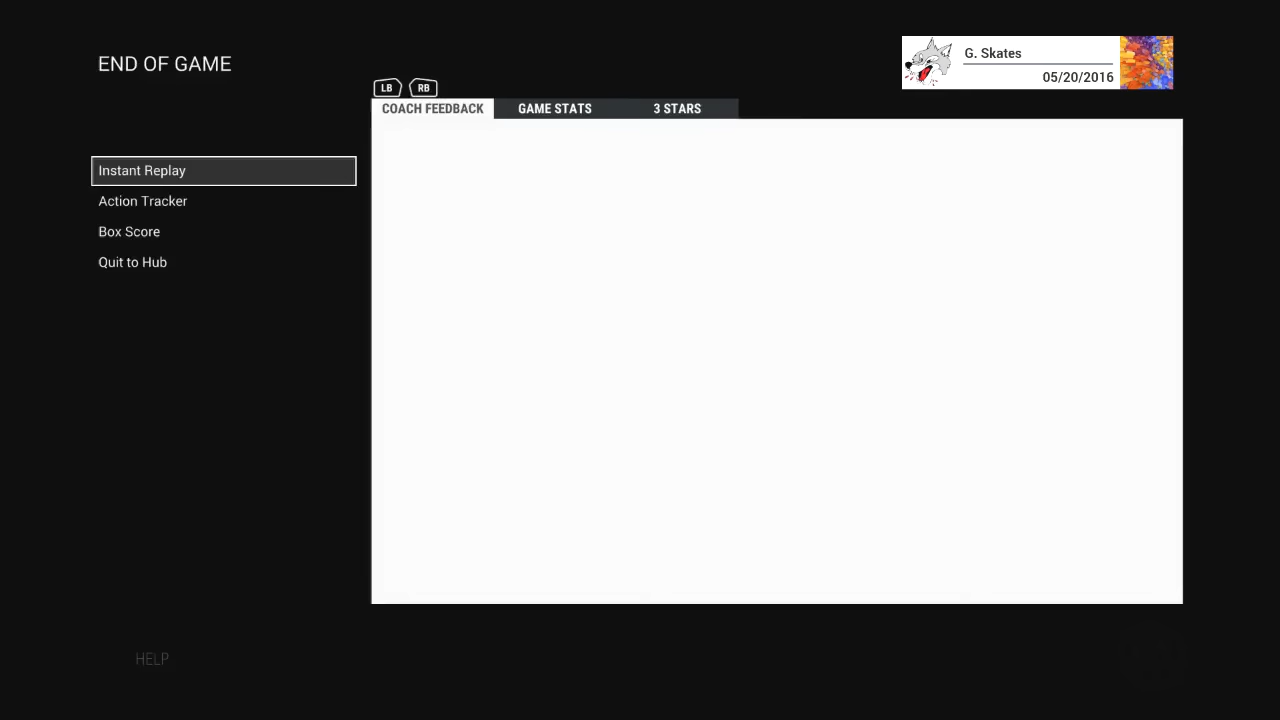 END OF GAME
G. Skates
05/20/2016
LB RB
COACH FEEDBACK GAME STATS 3 STARS
Instant Replay
Action Tracker
Box Score
Quit to Hub
HELP